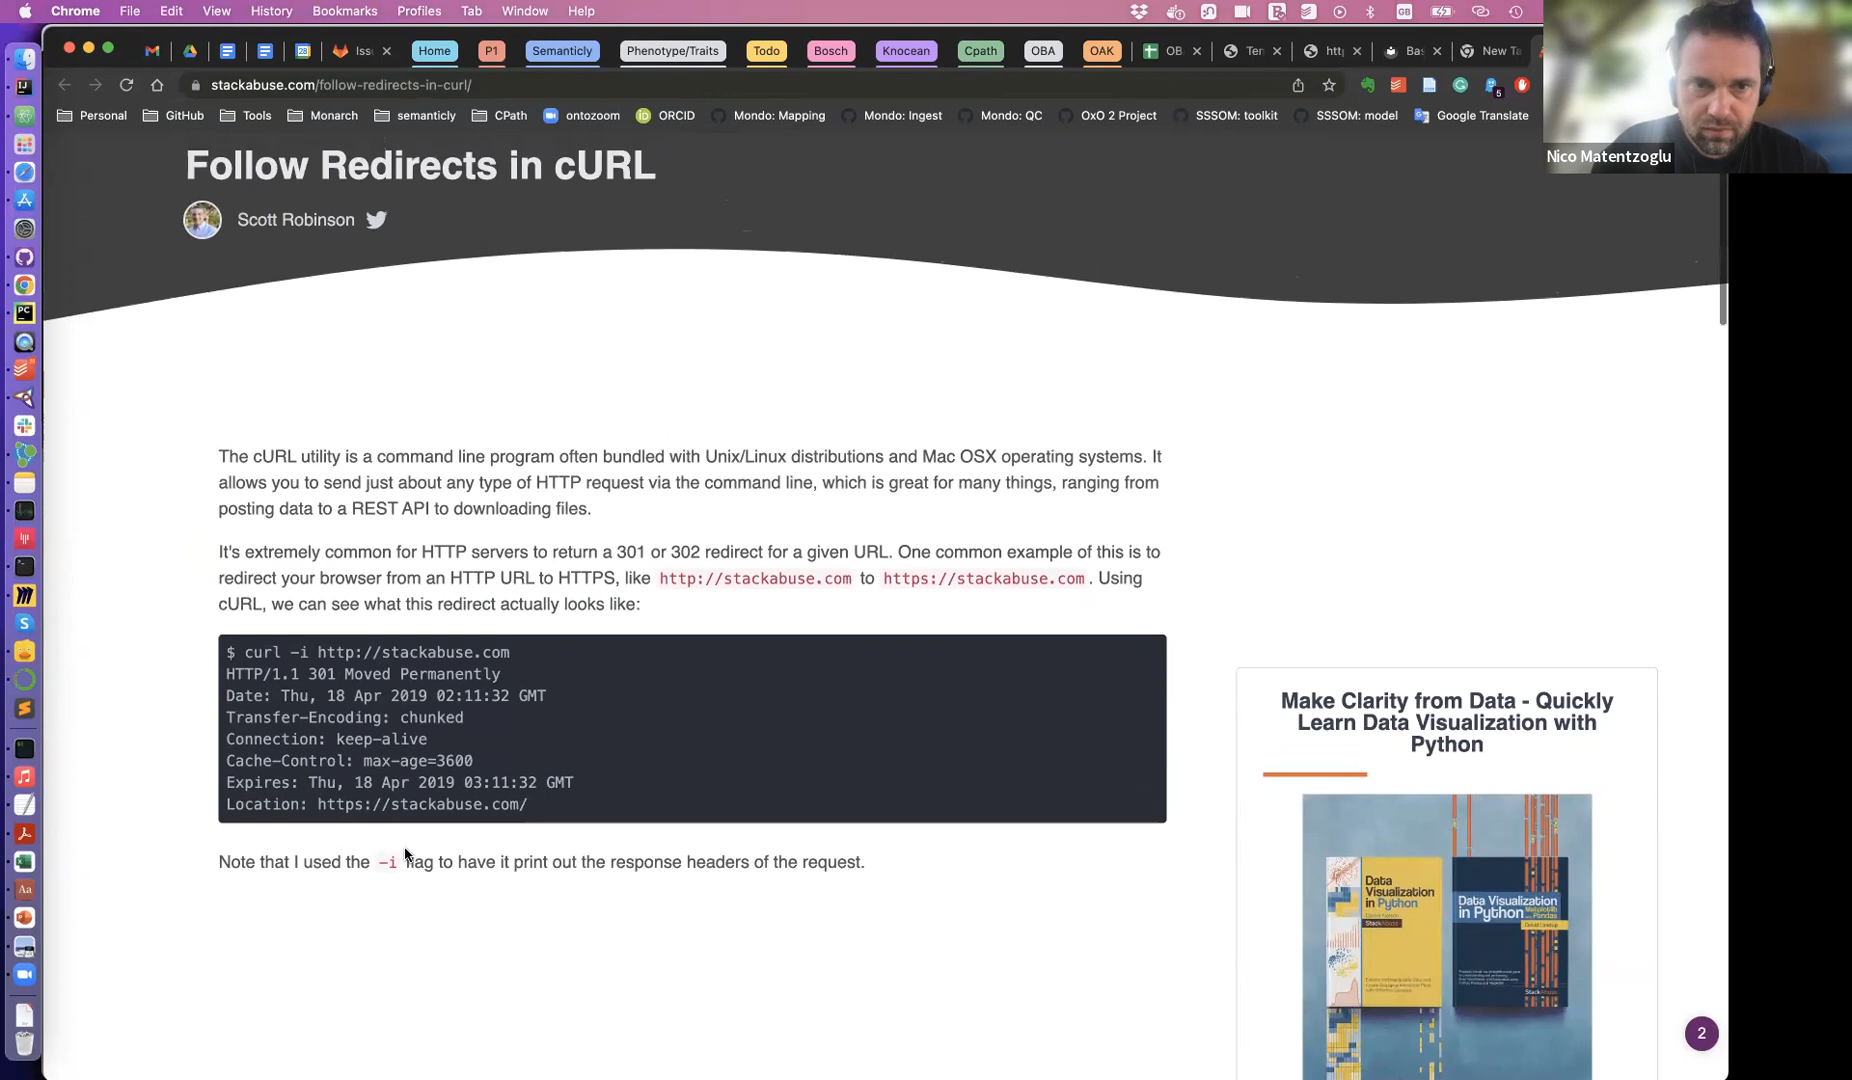 Chrome File Edit View History Bookmarks Profiles Tab Window Help
GB
28 Issu Home P1 Semanticly Phenotype/Traits Todo Bosch Knocean Cpath OBA OAK OB Ter htt Bas New Ta
stackabuse.com/follow-redirects-in-curl/
5
Personal GitHub Tools Monarch semanticly CPath ontozoom ORCID Mondo: Mapping Mondo: Ingest Mondo: QC OxO 2 Project SSSOM: toolkit SSSOM: model Google Translate
Nico Matentzoglu
Follow Redirects in cURL
Scott Robinson
The cURL utility is a command line program often bundled with Unix/Linux distributions and Mac OSX operating systems. It
allows you to send just about any type of HTTP request via the command line, which is great for many things, ranging from
posting data to a REST API to downloading files.
It's extremely common for HTTP servers to return a 301 or 302 redirect for a given URL. One common example of this is to
redirect your browser from an HTTP URL to HTTPS, like http://stackabuse.com to https://stackabuse.com. Using
cURL, we can see what this redirect actually looks like:
$ curl -i http://stackabuse.com
HTTP/1.1 301 Moved Permanently
Date: Thu, 18 Apr 2019 02:11:32 GMT
Transfer-Encoding: chunked
Connection: keep-alive
Cache-Control: max-age=3600
Expires: Thu, 18 Apr 2019 03:11:32 GMT
Location: https://stackabuse.com/
Note that I used the -i flag to have it print out the response headers of the request.
Make Clarity from Data - Quickly
Learn Data Visualization with
Python
Data
Visualization
in Python
StackAbuse
Data Visualization
in Python
StackAbuse
2